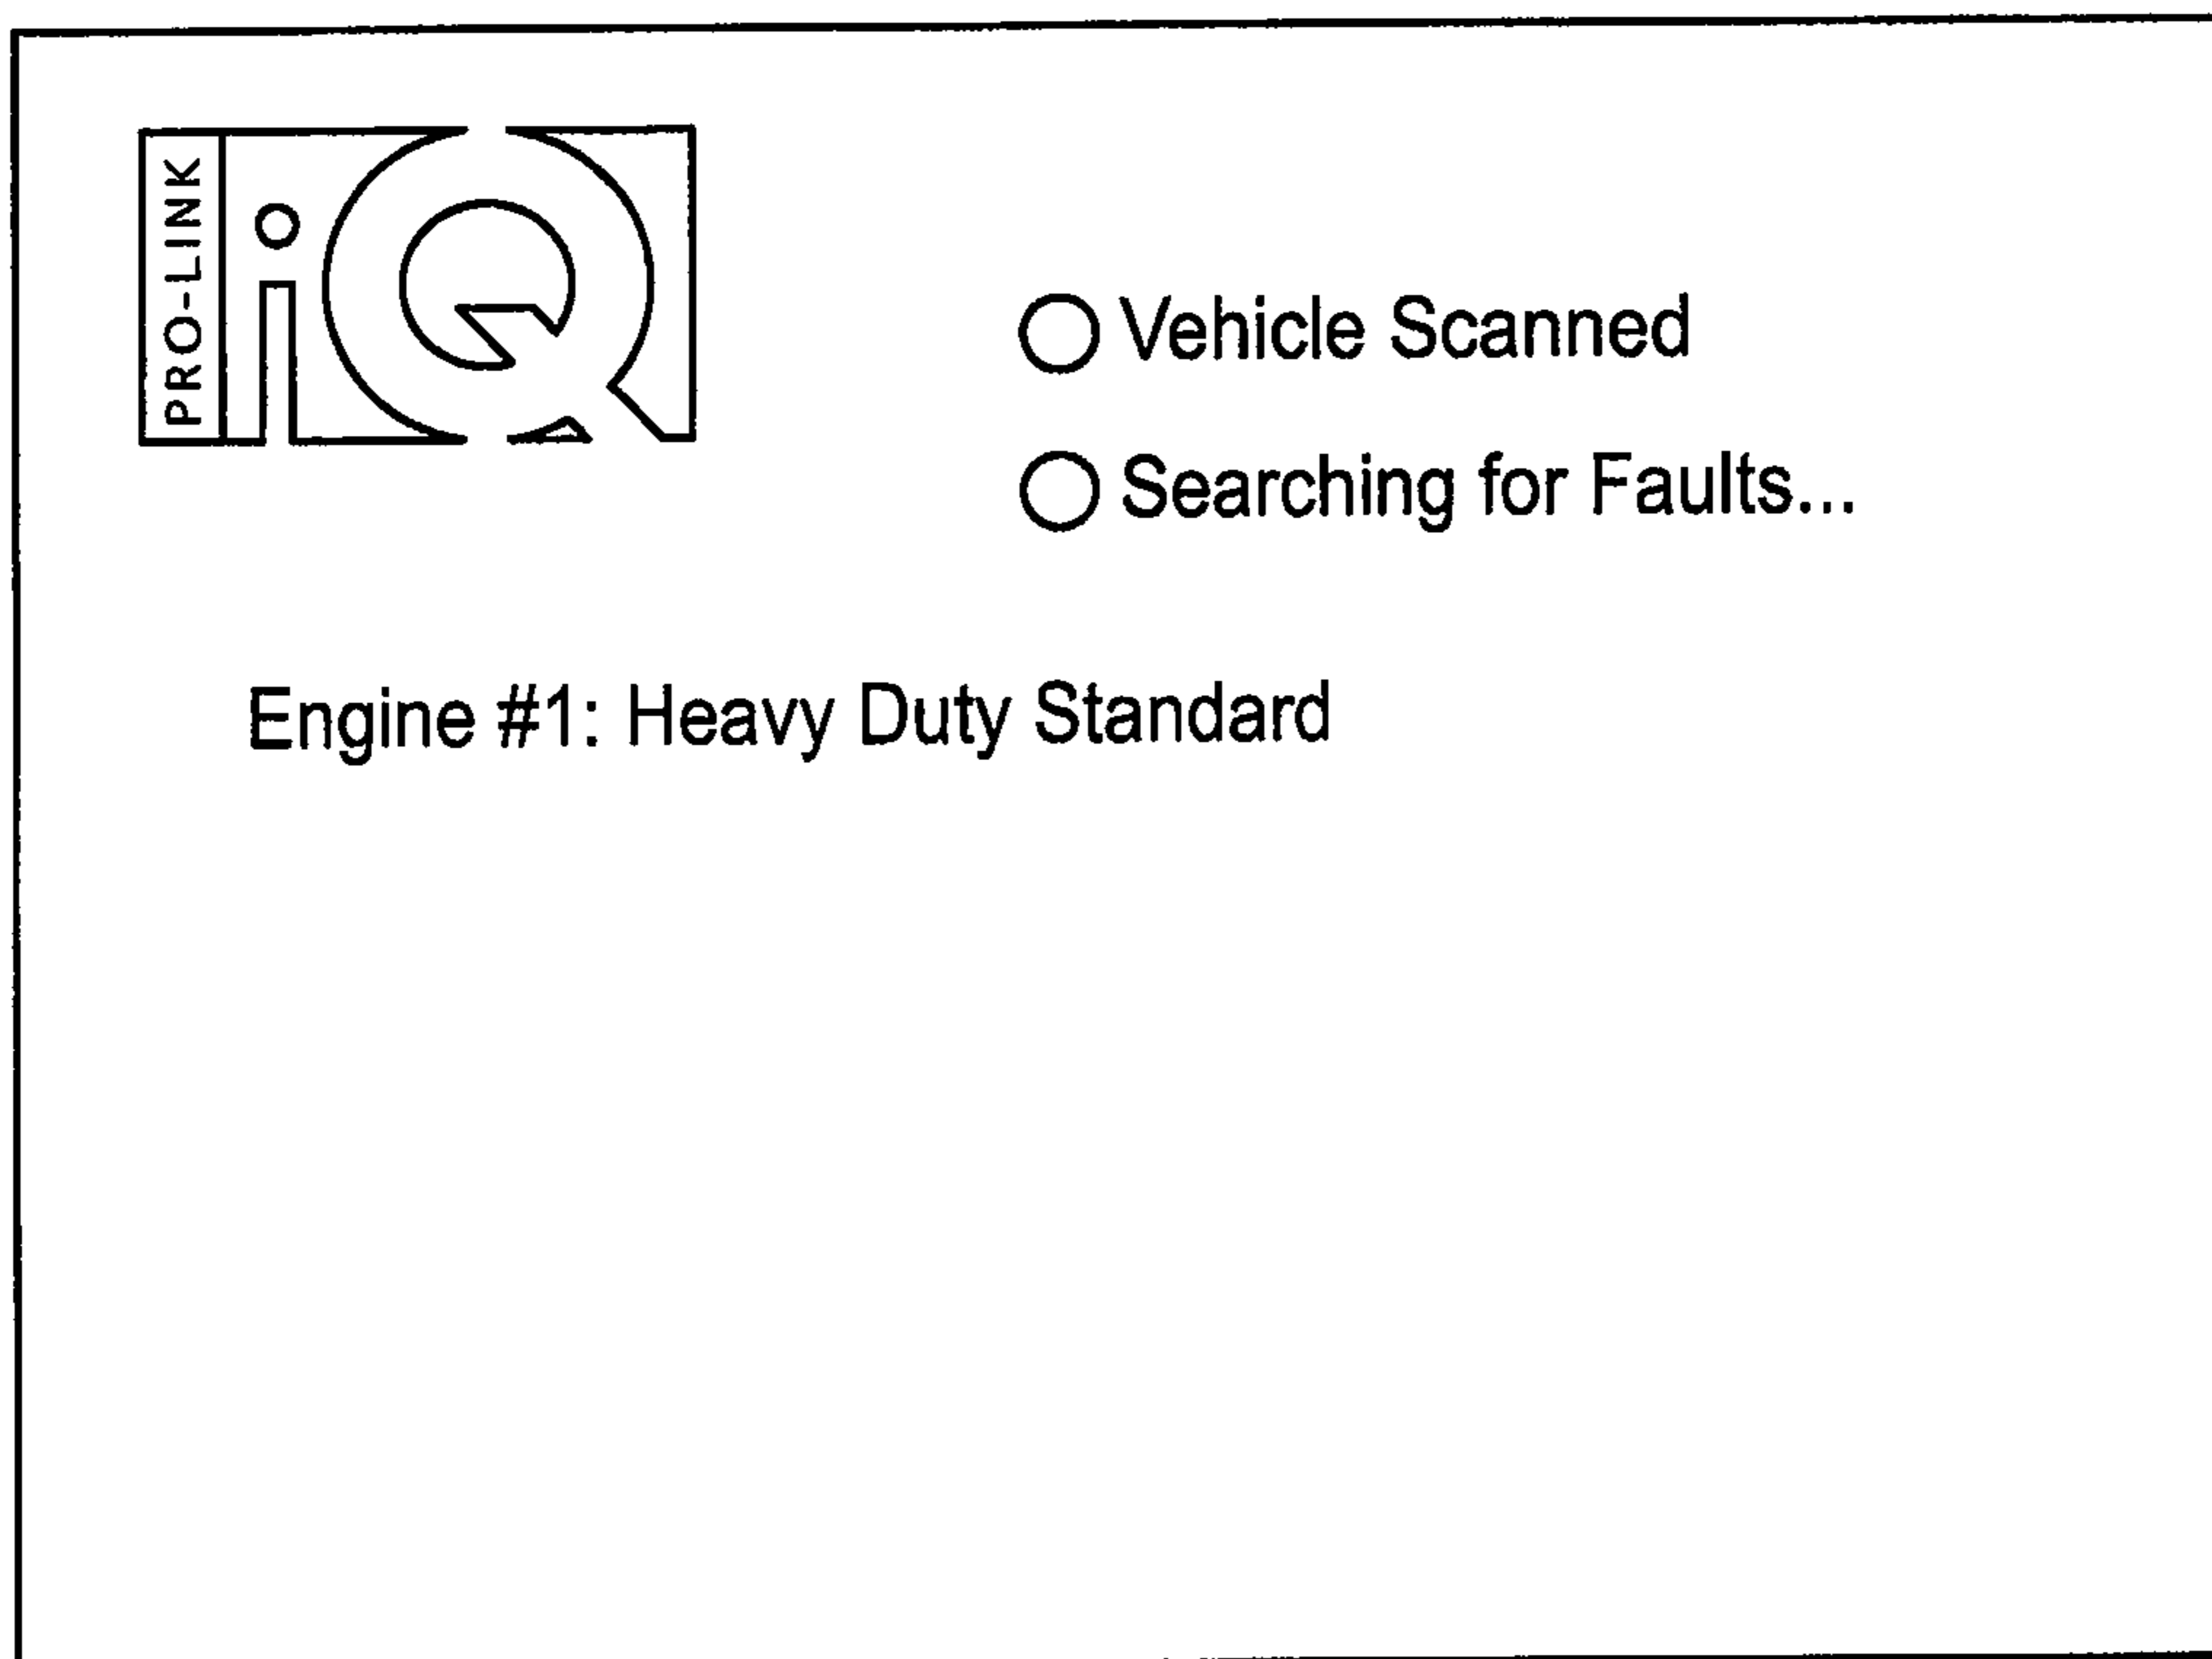 PRO-LINK
iQ
Vehicle Scanned
Searching for Faults...
Engine #1: Heavy Duty Standard